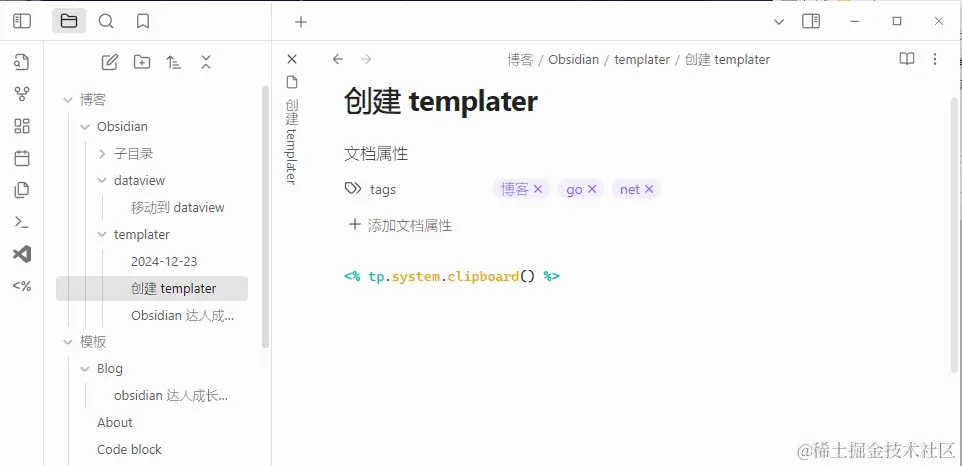 博客 / Obsidian / templater / 创建 templater
博客
Obsidian
子目录
dataview
移动到 dataview
templater
2024-12-23
创建 templater
Obsidian 达人成...
模板
Blog
obsidian 达人成长...
About
Code block
<%
创建 templater
创建 templater
文档属性
tags 博客 × go × net ×
添加文档属性
<% tp.system.clipboard() %>
@稀土掘金技术社区